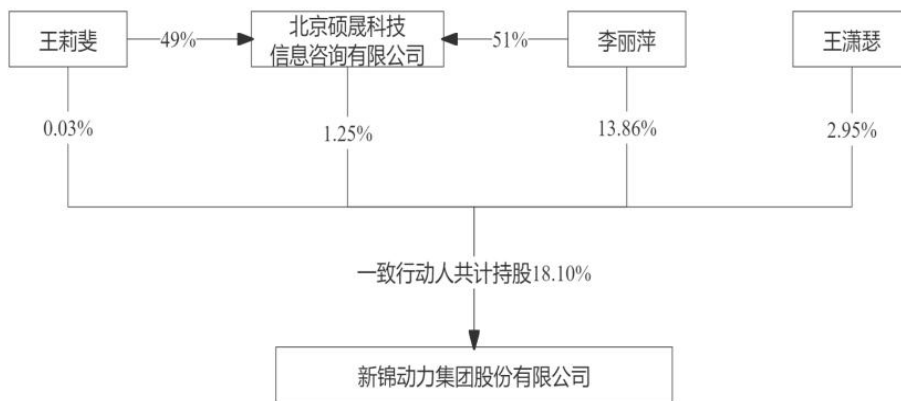 王莉斐
49%
北京硕晟科技
信息咨询有限公司
51%
李丽萍
王潇瑟
0.03%
1.25%
13.86%
2.95%
一致行动人共计持股18.10%
新锦动力集团股份有限公司